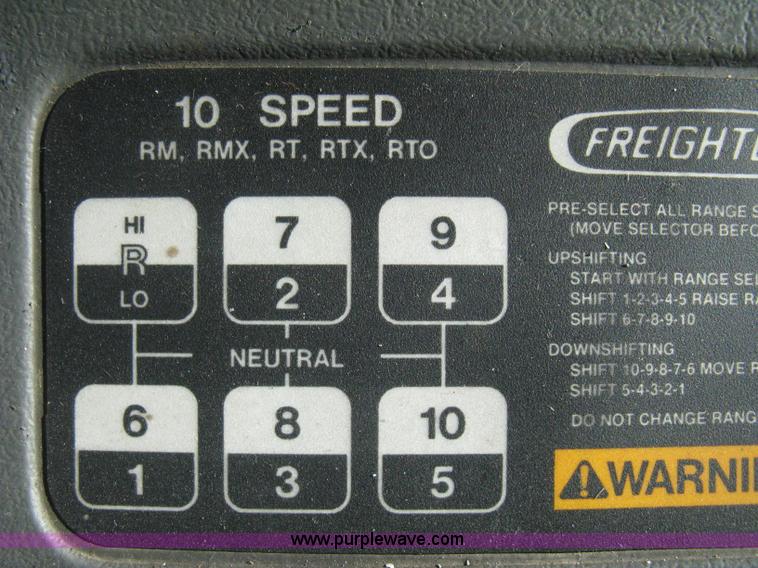 10 SPEED
RM, RMX, RT, RTX, RTO
HI
R
LO
7
2
9
4
NEUTRAL
6
1
8
3
10
5
FREIGHTL
PRE-SELECT ALL RANGE S
(MOVE SELECTOR BEFO
UPSHIFTING
START WITH RANGE SEL
SHIFT 1-2-3-4-5 RAISE RA
SHIFT 6-7-8-9-10
DOWNSHIFTING
SHIFT 10-9-8-7-6 MOVE R
SHIFT 5-4-3-2-1
DO NOT CHANGE RANG
WARNIN
www.purplewave.com